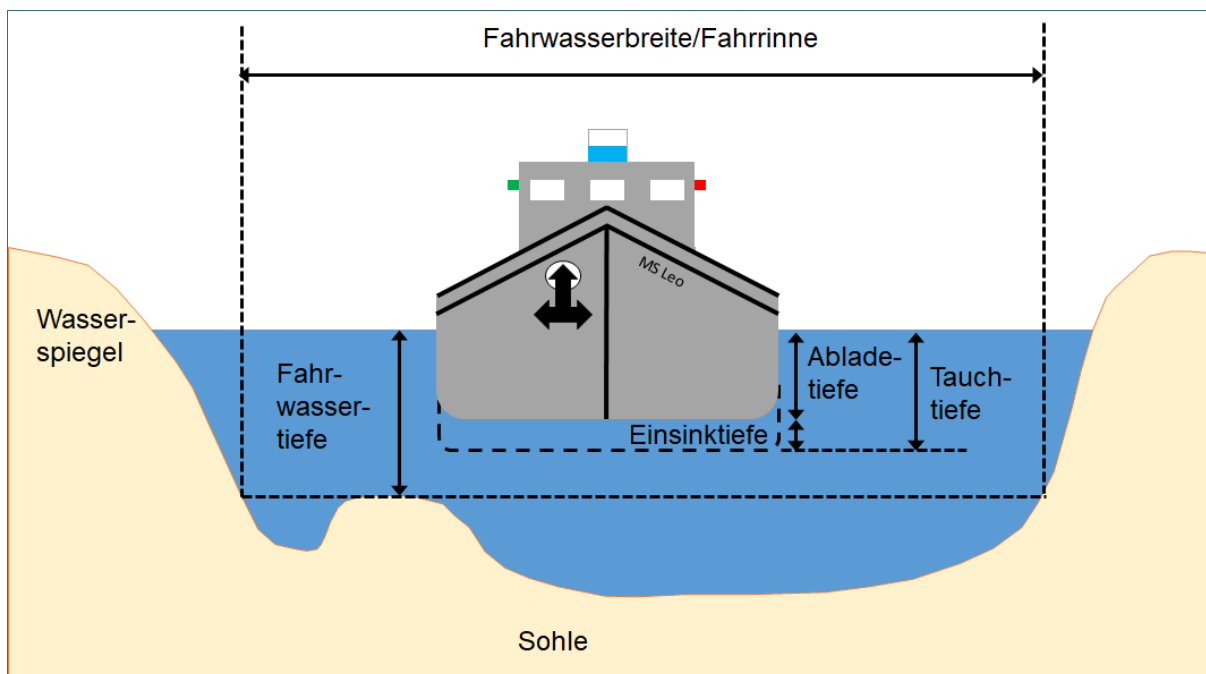 Fahrwasserbreite/Fahrrinne
MS Leo
Wasser-
spiegel
Fahr-
wasser-
tiefe
Ablade-
tiefe
Tauch-
tiefe
Einsinktiefe
Sohle